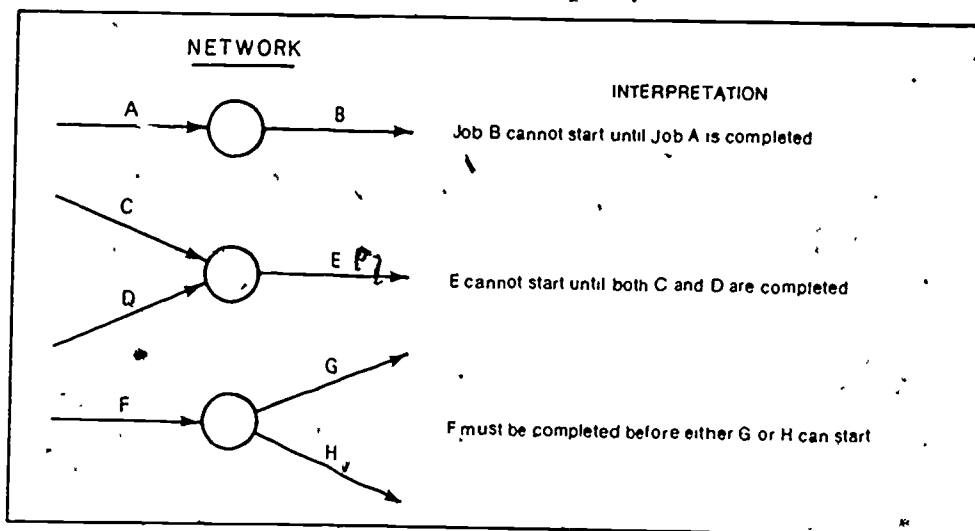 NETWORK
INTERPRETATION
A
B
Job B cannot start until Job A is completed
C
D
E
E cannot start until both C and D are completed
F
G
H
F must be completed before either G or H can start